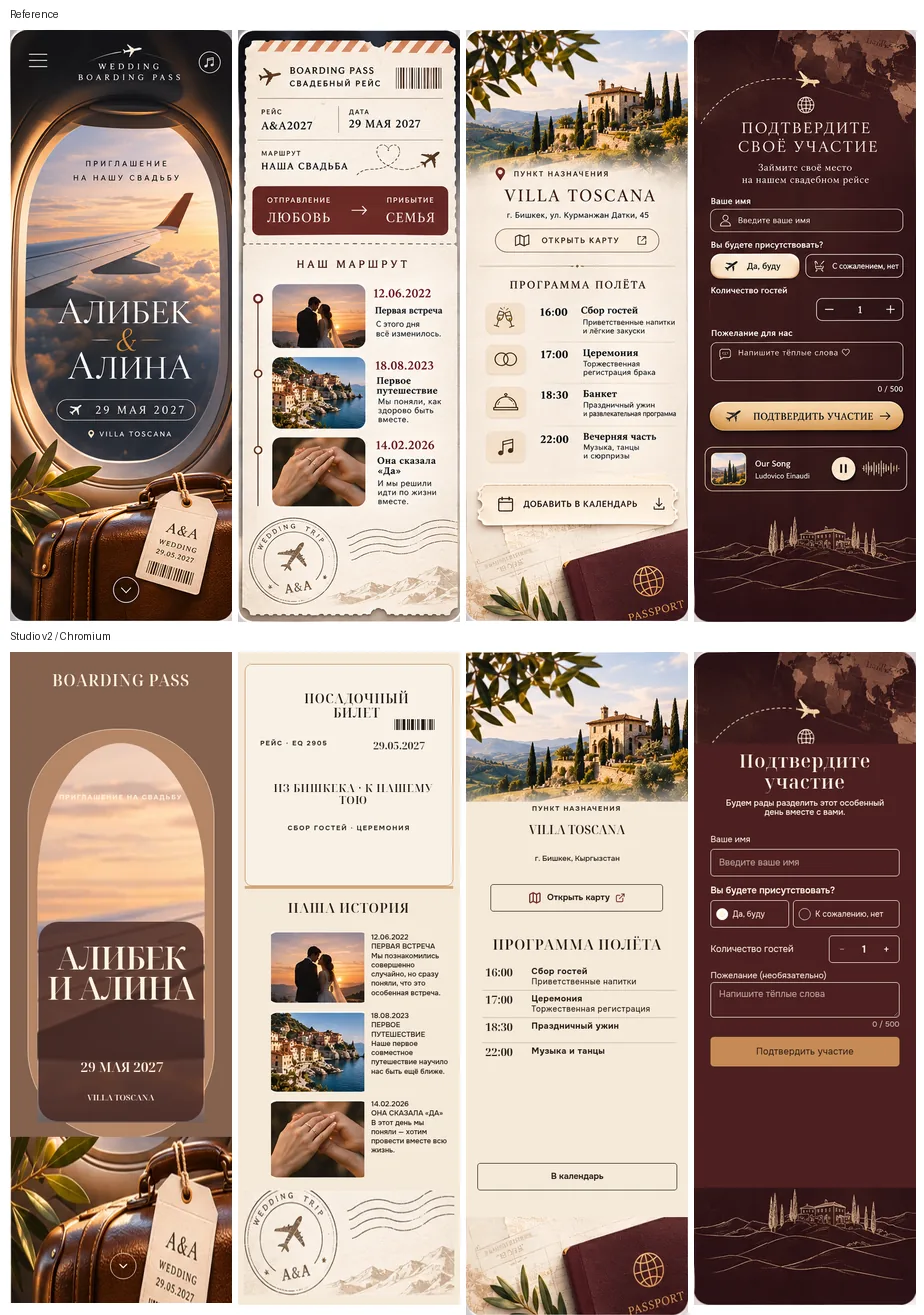 Reference
WEDDING
BOARDING PASS
ПРИГЛАШЕНИЕ
НА НАШУ СВАДЬБУ
АЛИБЕК
&
АЛИНА
29 МАЯ 2027
VILLA TOSCANA
A&A
WEDDING
29.05.2027
BOARDING PASS
СВАДЕБНЫЙ РЕЙС
РЕЙС
A&A2027
ДАТА
29 МАЯ 2027
МАРШРУТ
НАША СВАДЬБА
ОТПРАВЛЕНИЕ
ЛЮБОВЬ
ПРИБЫТИЕ
СЕМЬЯ
НАШ МАРШРУТ
12.06.2022
Первая встреча
С этого дня
всё изменилось.
18.08.2023
Первое
путешествие
Мы поняли, как
здорово быть
вместе.
14.02.2026
Она сказала
«Да»
И мы решили
идти по жизни
вместе.
WEDDING TRIP
A&A
ПУНКТ НАЗНАЧЕНИЯ
VILLA TOSCANA
г. Бишкек, ул. Курманжан Датки, 45
ОТКРЫТЬ КАРТУ
ПРОГРАММА ПОЛЁТА
16:00 Сбор гостей
Приветственные напитки
и лёгкие закуски
17:00 Церемония
Торжественная
регистрация брака
18:30 Банкет
Праздничный ужин
и развлекательная программа
22:00 Вечерняя часть
Музыка, танцы
и сюрпризы
ДОБАВИТЬ В КАЛЕНДАРЬ
PASSPORT
ПОДТВЕРДИТЕ
СВОЁ УЧАСТИЕ
Займите своё место
на нашем свадебном рейсе
Ваше имя
Введите ваше имя
Вы будете присутствовать?
Да, буду
С сожалением, нет
Количество гостей
− 1 +
Пожелание для нас
Напишите тёплые слова ♡
0 / 500
ПОДТВЕРДИТЬ УЧАСТИЕ →
Our Song
Ludovico Einaudi
Studio v2 / Chromium
BOARDING PASS
ПРИГЛАШЕНИЕ НА СВАДЬБУ
АЛИБЕК
И АЛИНА
29 МАЯ 2027
VILLA TOSCANA
A&A
WEDDING
29.05.2027
ПОСАДОЧНЫЙ
БИЛЕТ
РЕЙС · EQ 2905
29.05.2027
ИЗ БИШКЕКА · К НАШЕМУ
ТОЮ
СБОР ГОСТЕЙ · ЦЕРЕМОНИЯ
НАША ИСТОРИЯ
12.06.2022
ПЕРВАЯ ВСТРЕЧА
Мы познакомились
совершенно
случайно, но сразу
поняли, что это
особенная встреча.
18.08.2023
ПЕРВОЕ
ПУТЕШЕСТВИЕ
Наше первое
совместное
путешествие научило
нас быть ещё ближе.
14.02.2026
ОНА СКАЗАЛА «ДА»
В этот день мы
поняли — хотим
провести вместе всю
жизнь.
WEDDING TRIP
A&A
ПУНКТ НАЗНАЧЕНИЯ
VILLA TOSCANA
г. Бишкек, Кыргызстан
Открыть карту
ПРОГРАММА ПОЛЁТА
16:00 Сбор гостей
Приветственные напитки
17:00 Церемония
Торжественная регистрация
18:30 Праздничный ужин
22:00 Музыка и танцы
В календарь
PASSPORT
Подтвердите
участие
Будем рады разделить этот особенный
день вместе с вами.
Ваше имя
Введите ваше имя
Вы будете присутствовать?
Да, буду
К сожалению, нет
Количество гостей
− 1 +
Пожелание (необязательно)
Напишите тёплые слова
0 / 500
Подтвердить участие